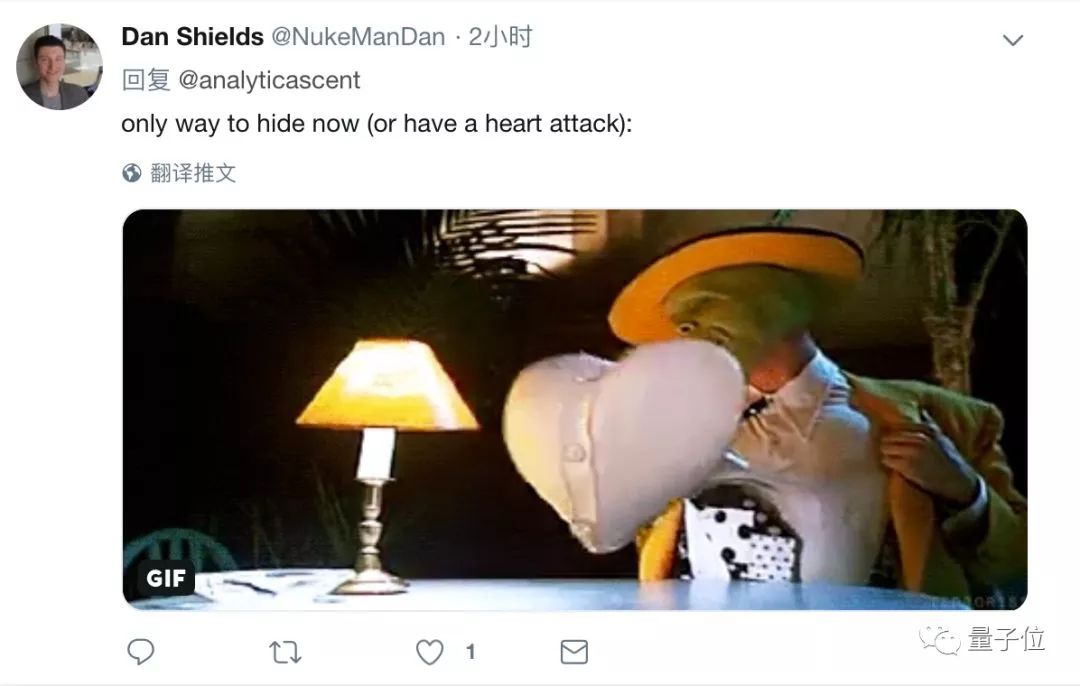 Dan Shields @NukeManDan · 2小时
回复 @analyticascent
only way to hide now (or have a heart attack):
翻译推文
GIF
1
量子位